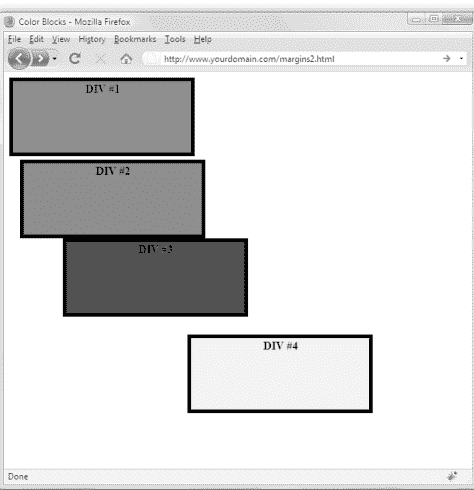 Color Blocks - Mozilla Firefox
File Edit View History Bookmarks Tools Help
http://www.yourdomain.com/margins2.html
DIV #1
DIV #2
DIV #3
DIV #4
Done